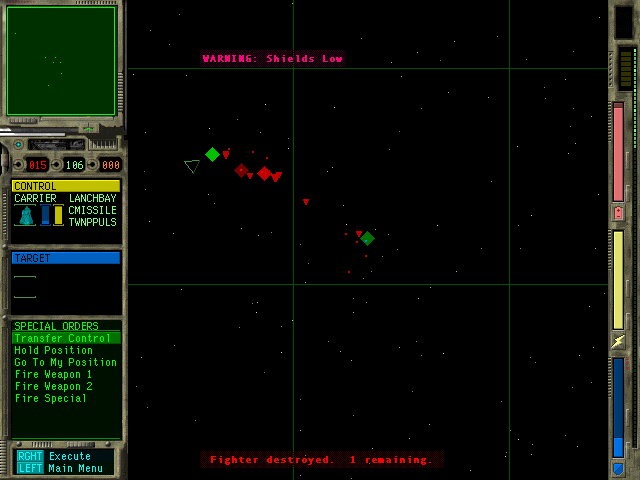 WARNING: Shields Low
015 106 000
CONTROL
CARRIER LANCHBAY
CMISSILE
TWNPPULS
TARGET
SPECIAL ORDERS
Transfer Control
Hold Position
Go To My Position
Fire Weapon 1
Fire Weapon 2
Fire Special
RGHT Execute
LEFT Main Menu
Fighter destroyed. 1 remaining.